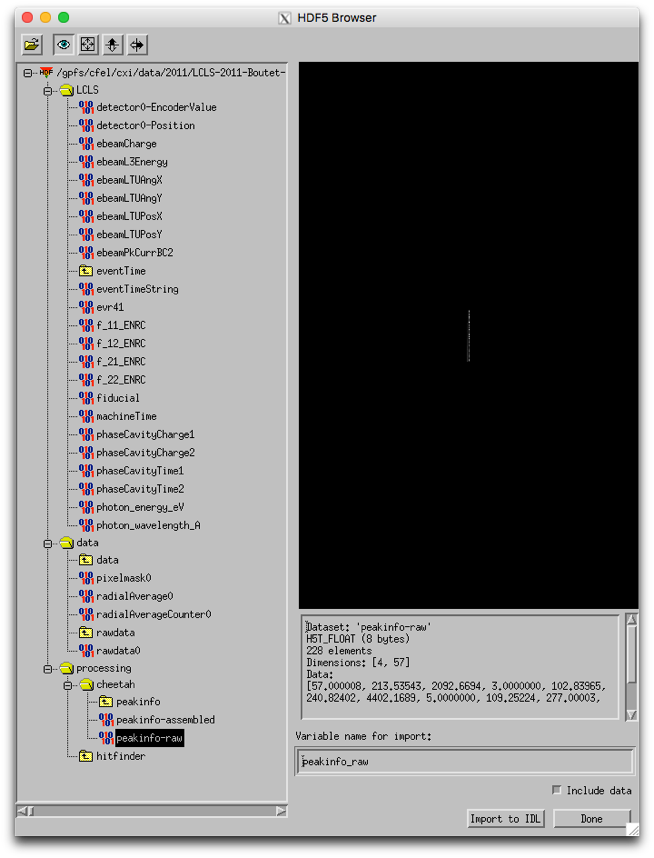 HDF5 Browser
/gpfs/cfel/cxi/data/2011/LCLS-2011-Boutet-
LCLS
detector0-EncoderValue
detector0-Position
ebeamCharge
ebeamL3Energy
ebeamLTUAngX
ebeamLTUAngY
ebeamLTUPosX
ebeamLTUPosY
ebeamPkCurrBC2
eventTime
eventTimeString
evr41
f_11_ENRC
f_12_ENRC
f_21_ENRC
f_22_ENRC
fiducial
machineTime
phaseCavityCharge1
phaseCavityCharge2
phaseCavityTime1
phaseCavityTime2
photon_energy_eV
photon_wavelength_A
data
data
pixelmask0
radialAverage0
radialAverageCounter0
rawdata
rawdata0
processing
cheetah
peakinfo
peakinfo-assembled
peakinfo-raw
hitfinder
Dataset: 'peakinfo-raw'
H5T_FLOAT (8 bytes)
228 elements
Dimensions: [4, 57]
Data:
[57.000008, 213.53543, 2092.6694, 3.0000000, 102.83965,
240.82402, 4402.1689, 5.0000000, 109.25224, 277.00003,
Variable name for import:
peakinfo_raw
Include data
Import to IDL
Done